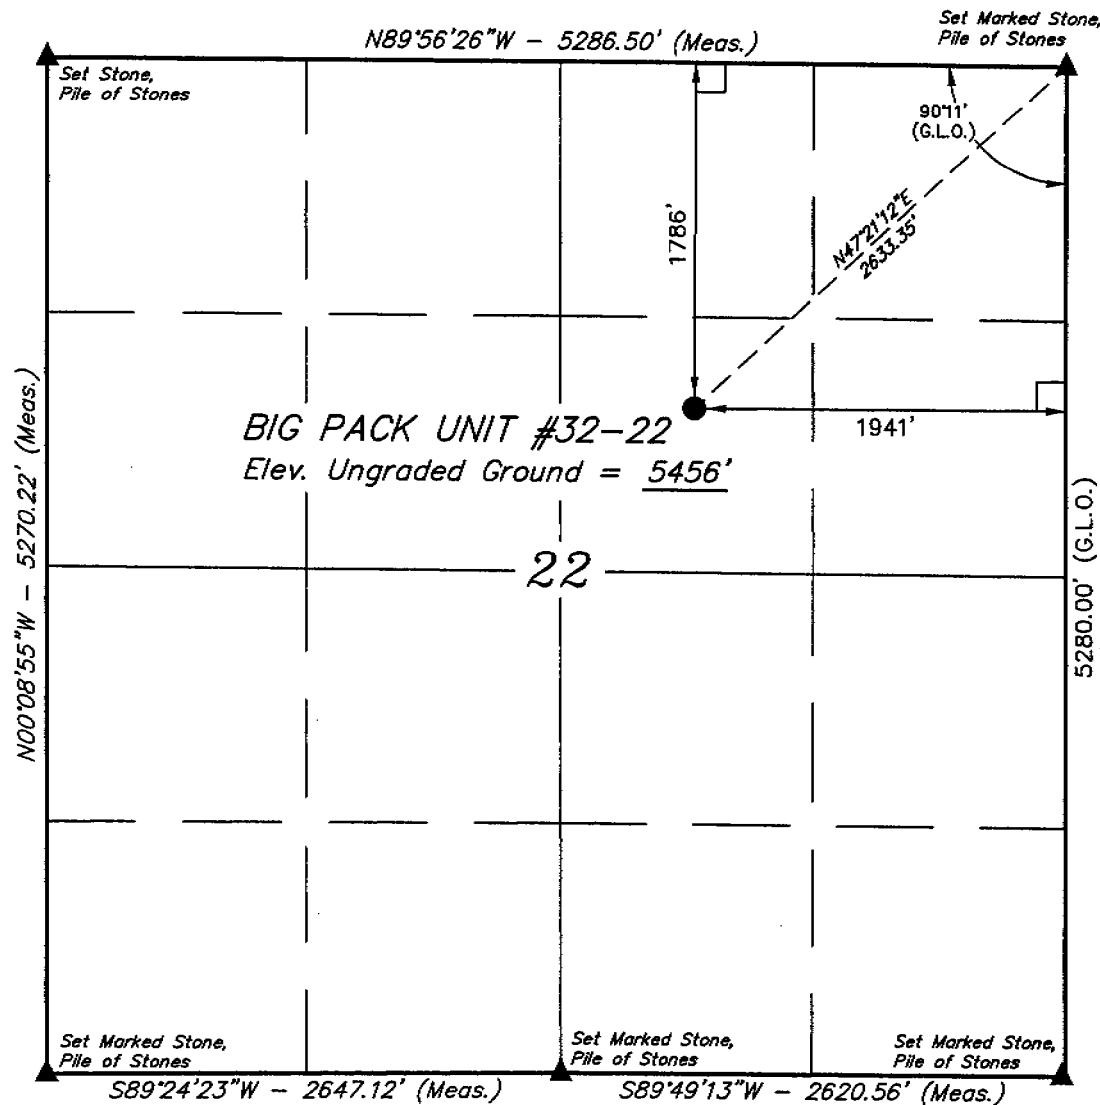 Set Marked Stone,
Pile of Stones
N89°56'26"W - 5286.50' (Meas.)
Set Stone,
Pile of Stones
90°11'
(G.L.O.)
1786'
N47°21'12"E
2633.35'
1941'
BIG PACK UNIT #32-22
Elev. Ungraded Ground = 5456'
N00°08'55"W - 5270.22' (Meas.)
5280.00' (G.L.O.)
22
Set Marked Stone,
Pile of Stones
Set Marked Stone,
Pile of Stones
Set Marked Stone,
Pile of Stones
S89°24'23"W - 2647.12' (Meas.)
S89°49'13"W - 2620.56' (Meas.)